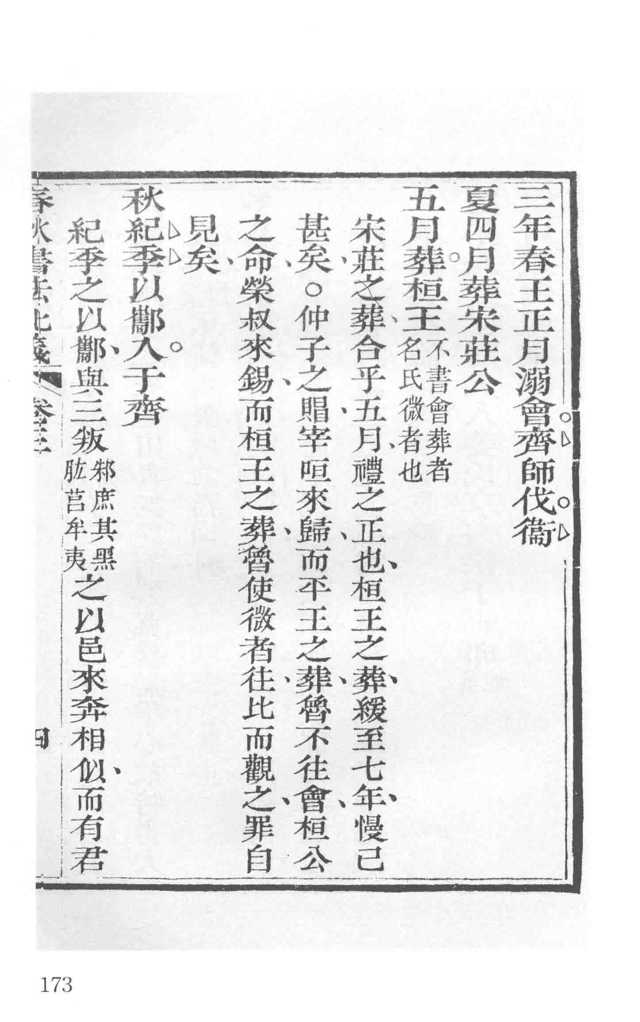 三年春王正月溺會齊師伐衞
夏四月葬宋莊公
五月葬桓王不書會葬者名氏微者也
宋莊之葬合乎五月禮之正也桓王之葬緩至七年慢已
甚矣○仲子之賵宰咺來歸而平王之葬魯不往會桓公
之命榮叔來錫而桓王之葬魯使微者往比而觀之罪自
見矣
秋紀季以酅入于齊
紀季之以酅與三叛邾庶其黑肱莒牟夷之以邑來奔相似而有君
春秋書法比義 卷三 四
173